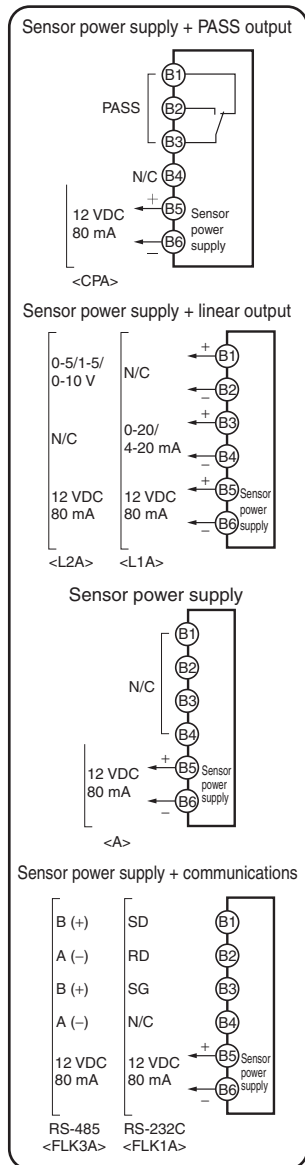 Sensor power supply + PASS output
B1
PASS
B2
B3
N/C
B4
+
12 VDC
80 mA
B5
Sensor
power
supply
B6
−
<CPA>
Sensor power supply + linear output
0-5/1-5/
0-10 V
N/C
+
B1
−
B2
N/C
0-20/
4-20 mA
+
B3
−
B4
12 VDC
80 mA
12 VDC
80 mA
+
B5
−
B6
Sensor
power
supply
<L2A>
<L1A>
Sensor power supply
B1
B2
N/C
B3
B4
12 VDC
80 mA
+
B5
−
B6
Sensor
power
supply
<A>
Sensor power supply + communications
B (+)
SD
B1
A (−)
RD
B2
B (+)
SG
B3
A (−)
N/C
B4
12 VDC
80 mA
12 VDC
80 mA
+
B5
−
B6
Sensor
power
supply
RS-485
<FLK3A>
RS-232C
<FLK1A>